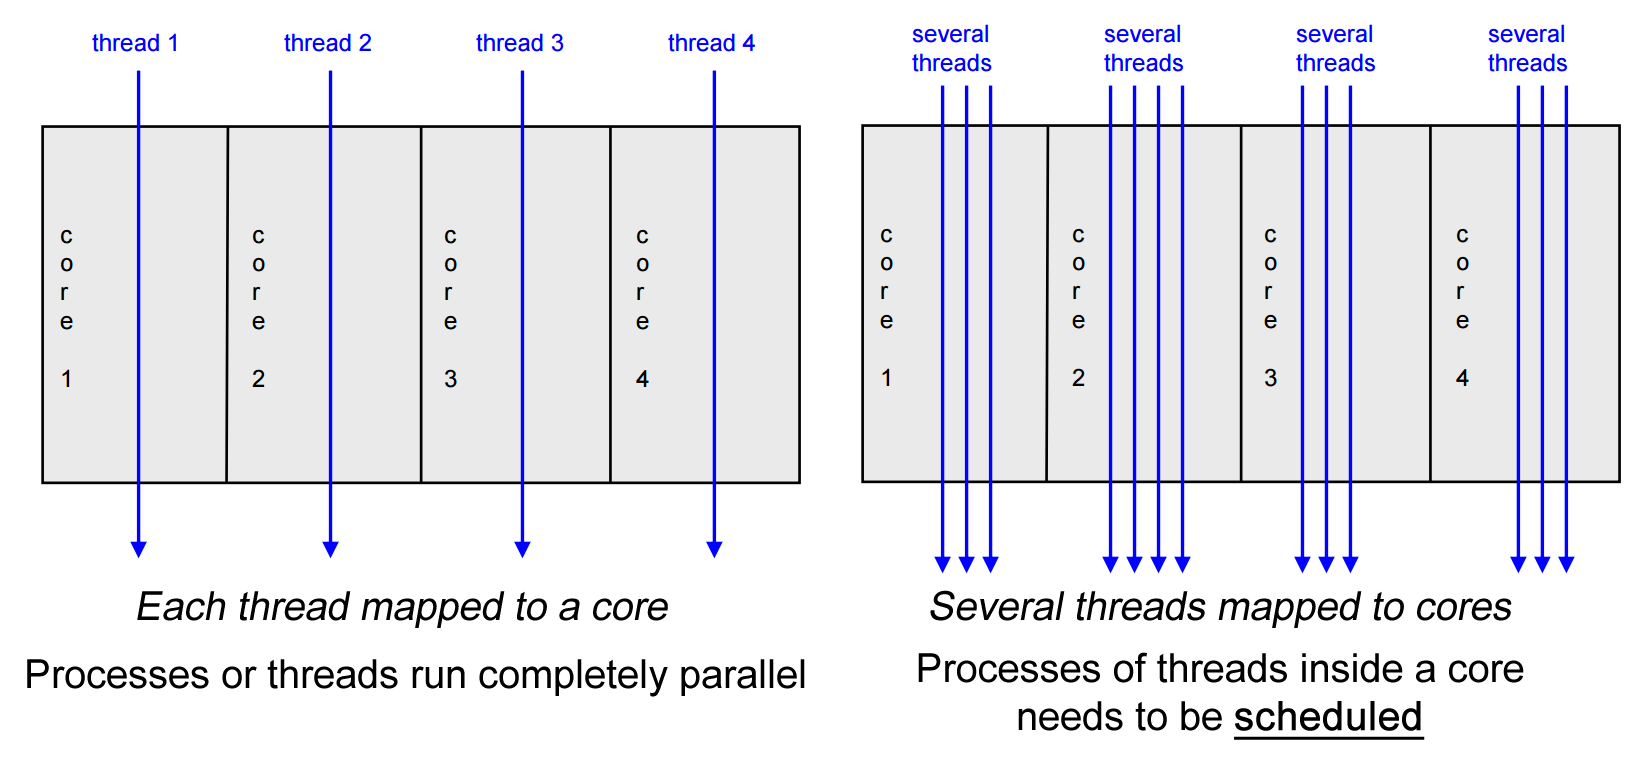 thread 1
thread 2
thread 3
thread 4
core 1
core 2
core 3
core 4
Each thread mapped to a core
Processes or threads run completely parallel
several
threads
several
threads
several
threads
several
threads
core 1
core 2
core 3
core 4
Several threads mapped to cores
Processes of threads inside a core
needs to be scheduled